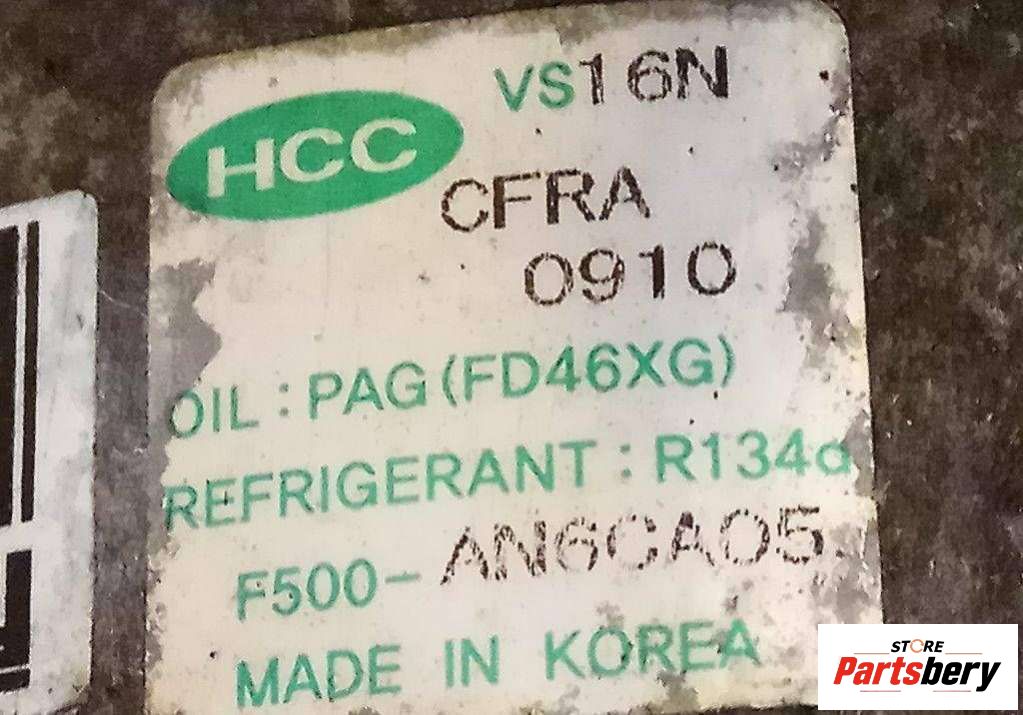 VS16N
HCC
CFRA
0910
OIL : PAG (FD46XG)
REFRIGERANT : R134a
F500-AN6CA05
MADE IN KOREA
STORE
Partsbery